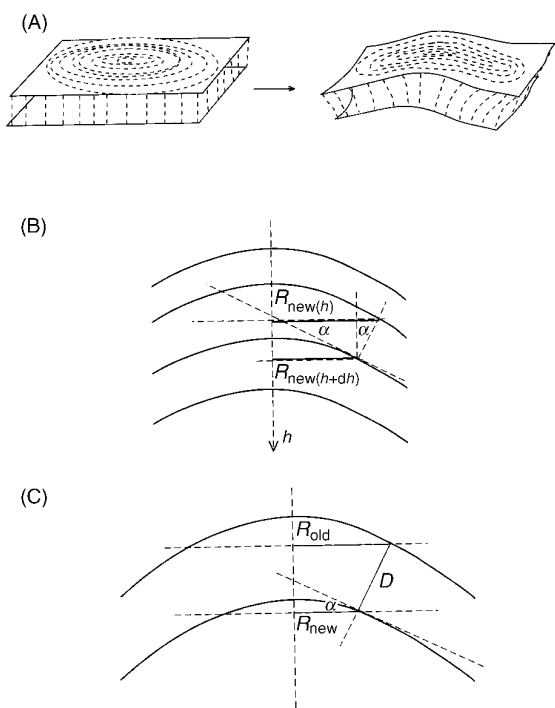 (A)
(B)
R_new(h)
α α
R_new(h+dh)
h
(C)
R_old
D
α
R_new